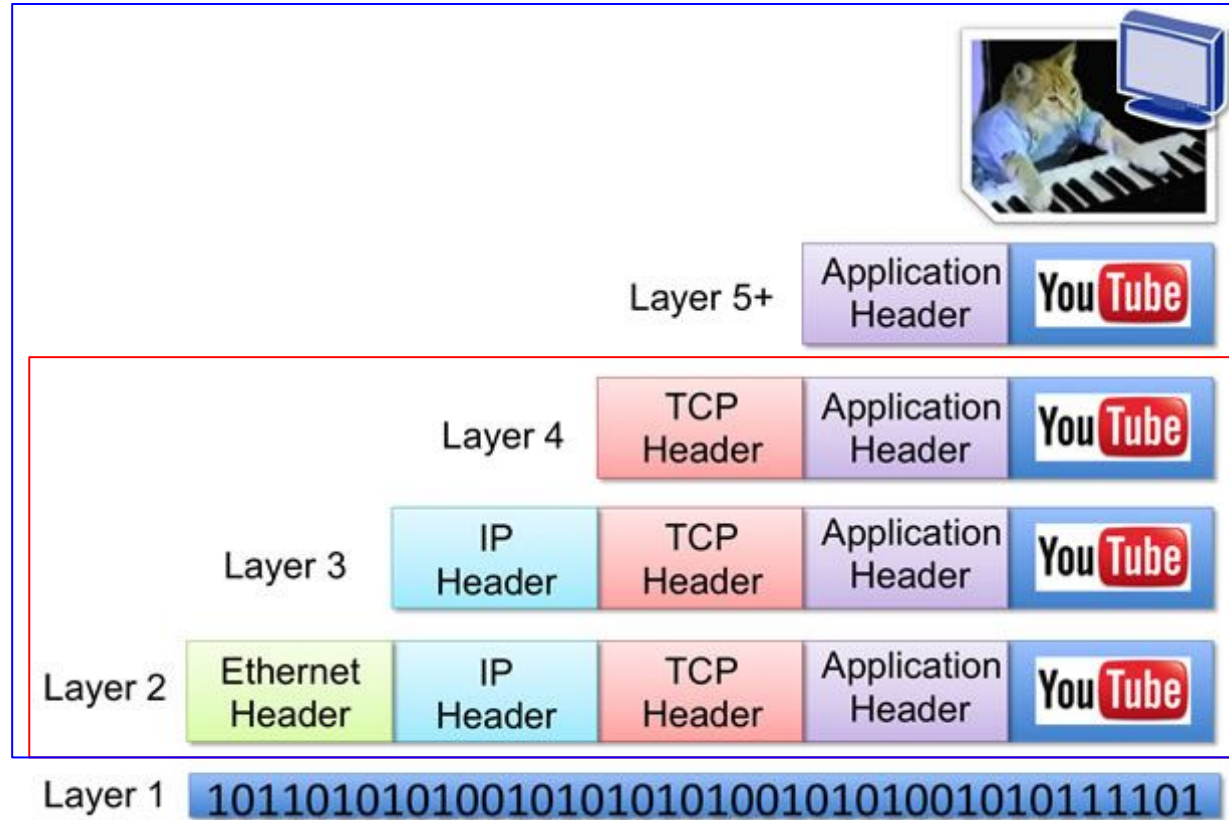 Layer 5+
Application
Header
YouTube
Layer 4
TCP
Header
Application
Header
YouTube
Layer 3
IP
Header
TCP
Header
Application
Header
YouTube
Layer 2
Ethernet
Header
IP
Header
TCP
Header
Application
Header
YouTube
Layer 1
1011010101001010101010010101001010111101